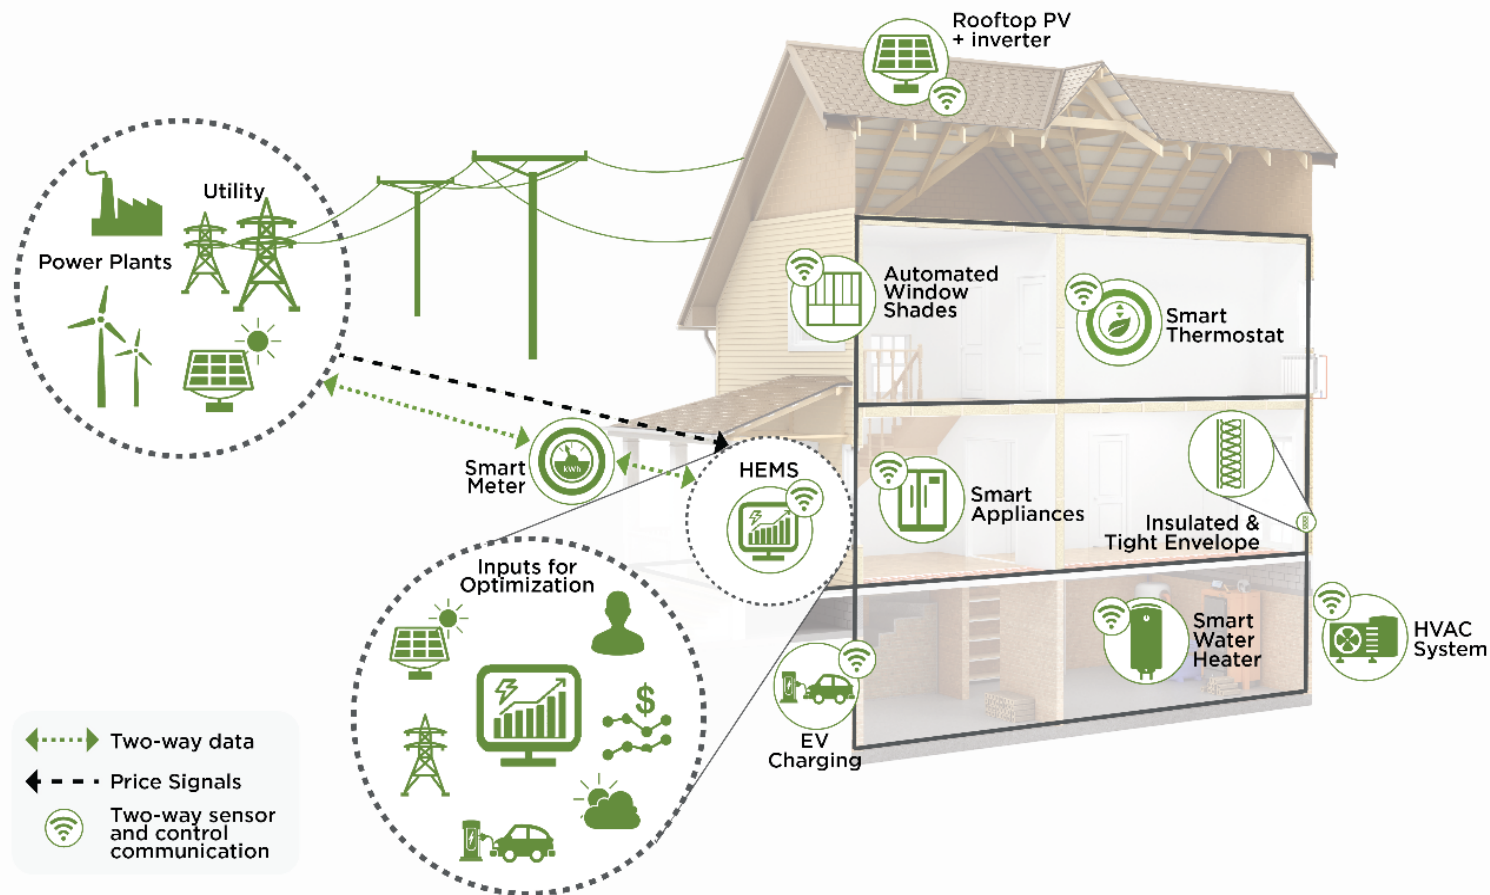 Rooftop PV
+ inverter
Utility
Power Plants
Automated
Window
Shades
Smart
Thermostat
Smart
Meter
kWh
HEMS
Smart
Appliances
Insulated &
Tight Envelope
Inputs for
Optimization
$
Smart
Water
Heater
HVAC
System
EV
Charging
Two-way data
Price Signals
Two-way sensor
and control
communication